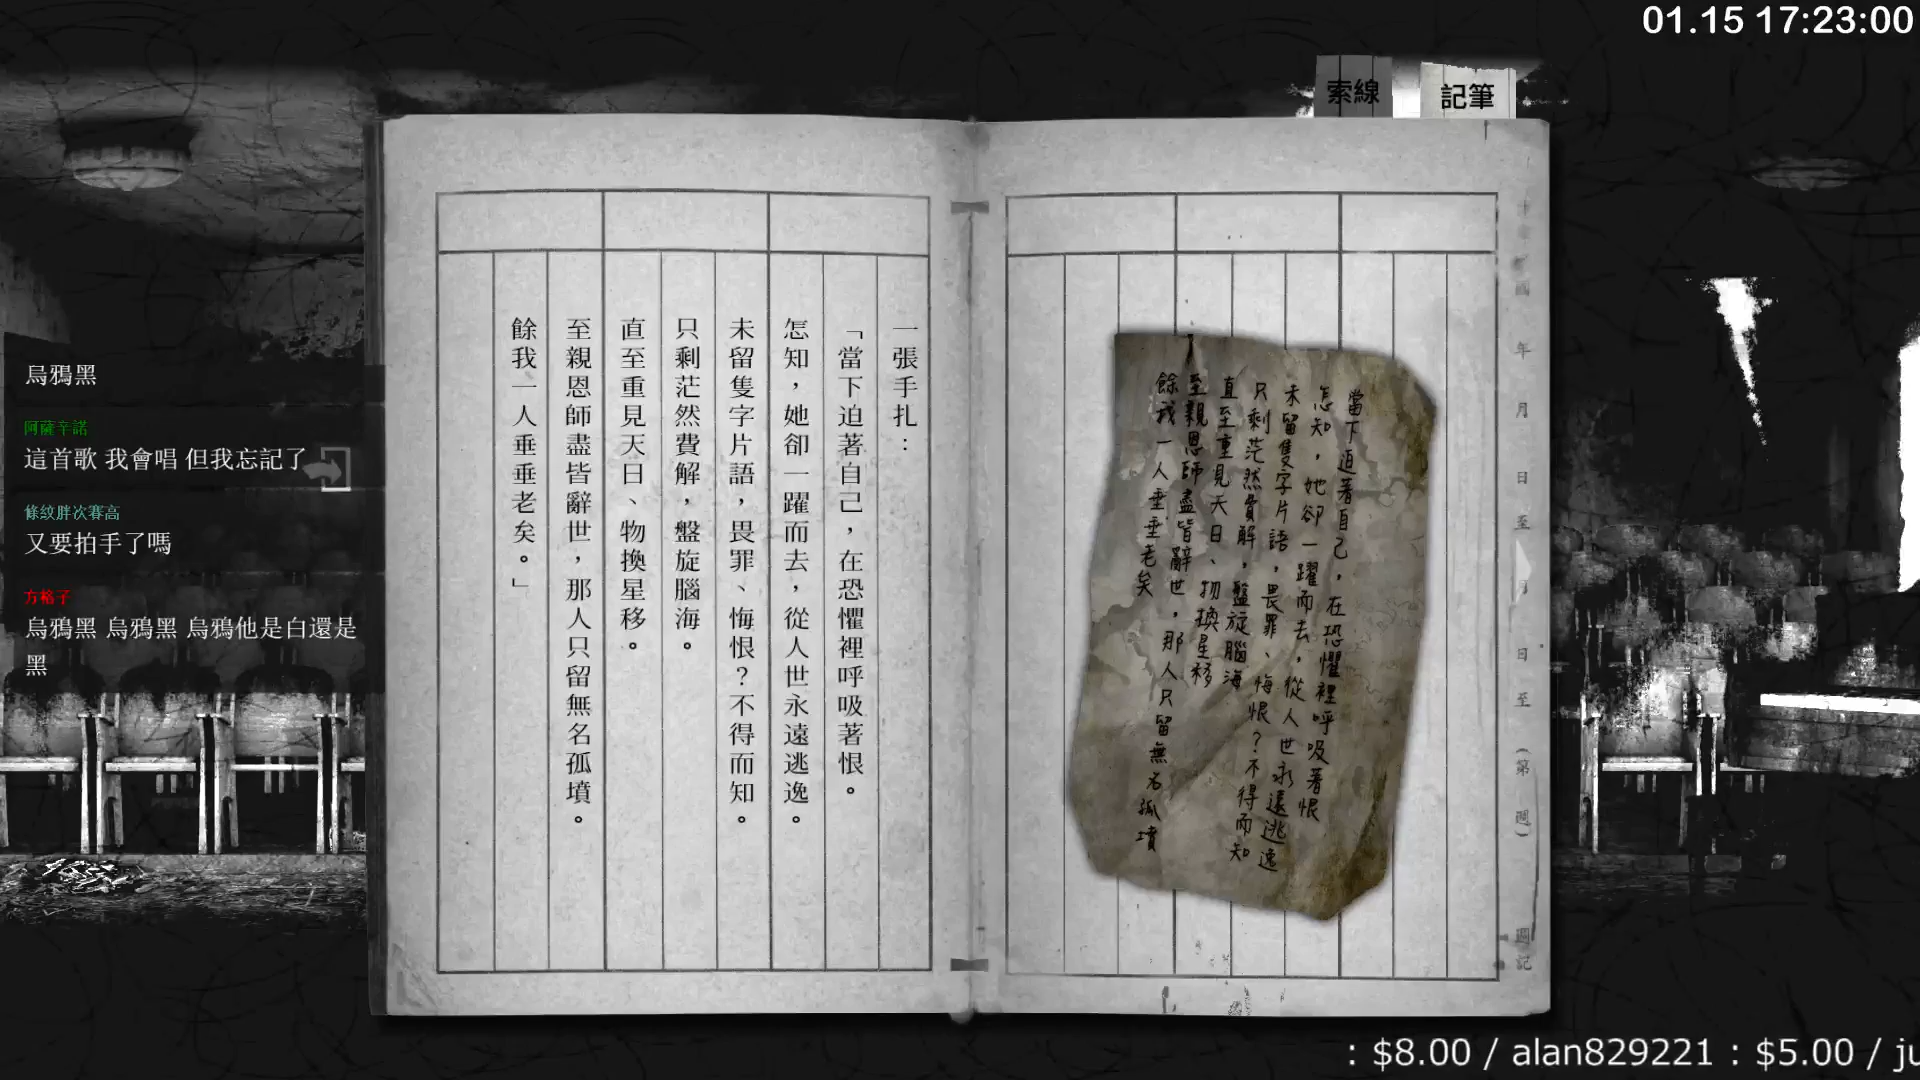 01.15 17:23:00
索線
記筆
一張手扎：
「當下迫著自己，在恐懼裡呼吸著恨。
怎知，她卻一躍而去，從人世永遠逃逸。
未留隻字片語，畏罪、悔恨？不得而知。
只剩茫然費解，盤旋腦海。
直至重見天日、物換星移。
至親恩師盡皆辭世，那人只留無名孤墳。
餘我一人垂垂老矣。」
當下迫著自己，在恐懼裡呼吸著恨
怎知，她卻一躍而去，從人世永遠逃逸
未留隻字片語，畏罪、悔恨？不得而知
只剩茫然費解，盤旋腦海
直至重見天日、物換星移
至親恩師盡皆辭世，那人只留無名孤墳
餘我一人垂垂老矣
國 年 月 日 至 月 日 至 (第 週) 週記
烏鴉黑
阿薩辛諾
這首歌 我會唱 但我忘記了
條紋胖次賽高
又要拍手了嗎
方格子
烏鴉黑 烏鴉黑 烏鴉他是白還是
黑
: $8.00 / alan829221 : $5.00 / ju